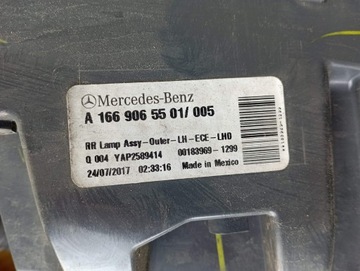 Mercedes-Benz
A 166 906 55 01/ 005
RR Lamp Assy-Outer-LH-ECE-LHD
Q 004 YAP2589414 00183969-1299
24/07/2017 02:33:16 Made in Mexico